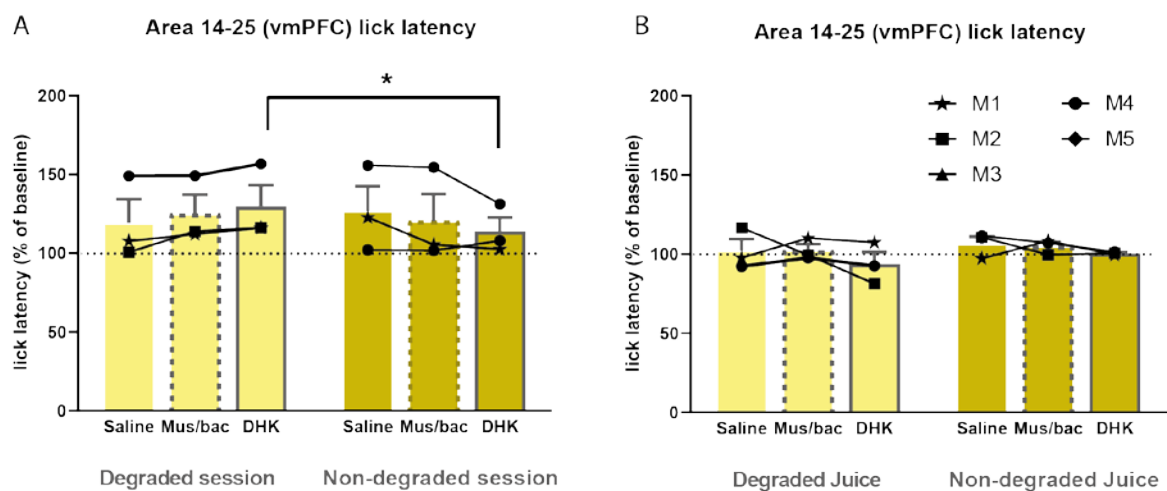 A
Area 14-25 (vmPFC) lick latency
*
lick latency (% of baseline)
200
150
100
50
0
Saline Mus/bac DHK Saline Mus/bac DHK
Degraded session Non-degraded session
B
Area 14-25 (vmPFC) lick latency
lick latency (% of baseline)
200
150
100
50
0
M1 M4
M2 M5
M3
Saline Mus/bac DHK Saline Mus/bac DHK
Degraded Juice Non-degraded Juice